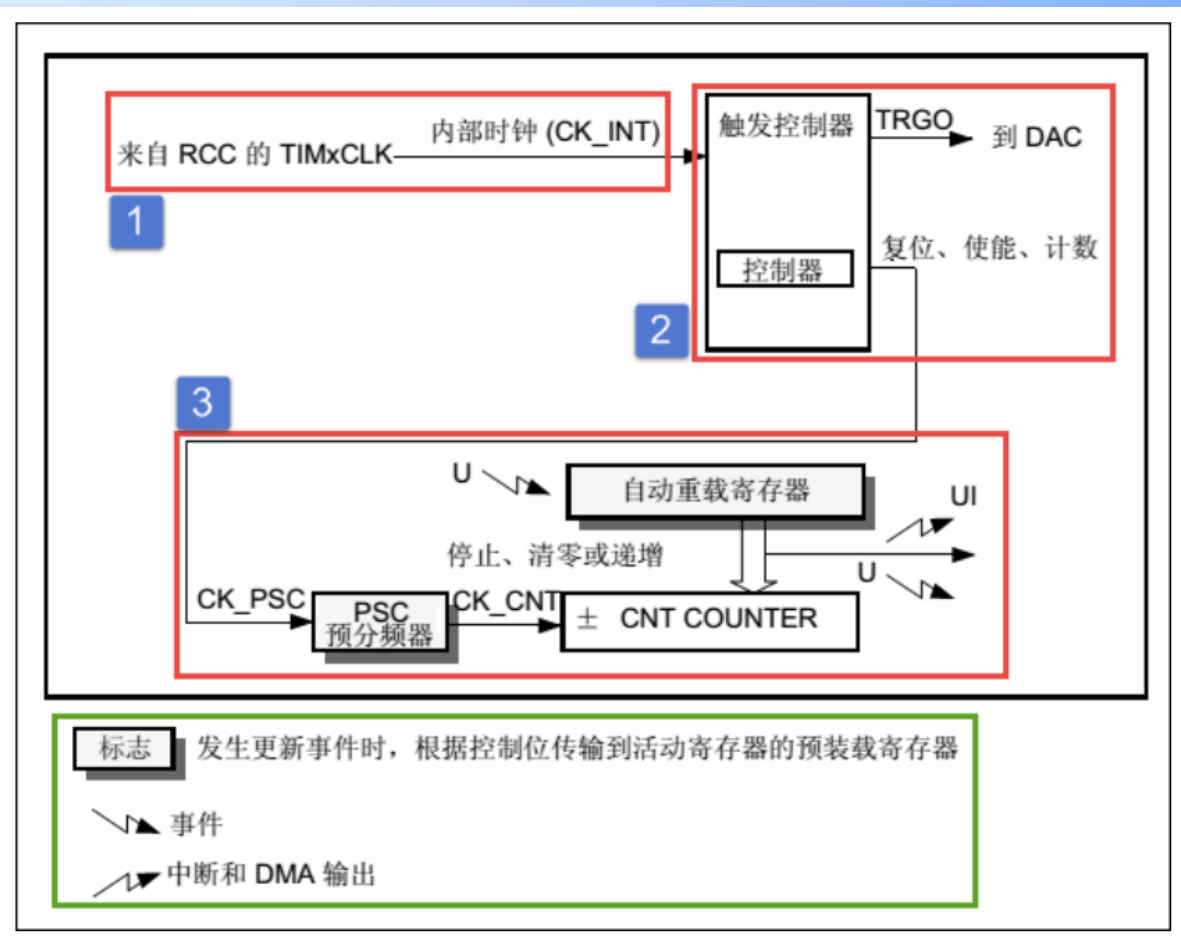 来自 RCC 的 TIMxCLK
内部时钟 (CK_INT)
1
触发控制器
TRGO
到 DAC
控制器
复位、使能、计数
2
3
U
自动重载寄存器
UI
停止、清零或递增
U
CK_PSC
PSC
预分频器
CK_CNT
± CNT COUNTER
标志 发生更新事件时，根据控制位传输到活动寄存器的预装载寄存器
事件
中断和 DMA 输出